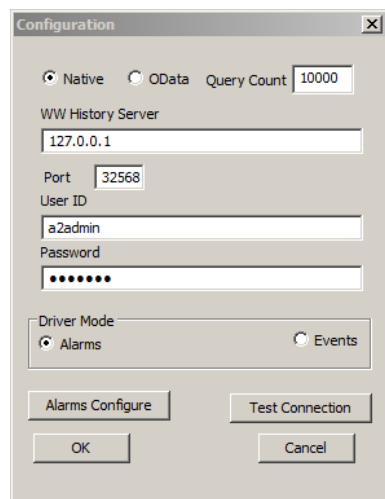 Configuration
Native OData Query Count 10000
WW History Server
127.0.0.1
Port 32568
User ID
a2admin
Password
●●●●●●●
Driver Mode
Alarms Events
Alarms Configure Test Connection
OK Cancel